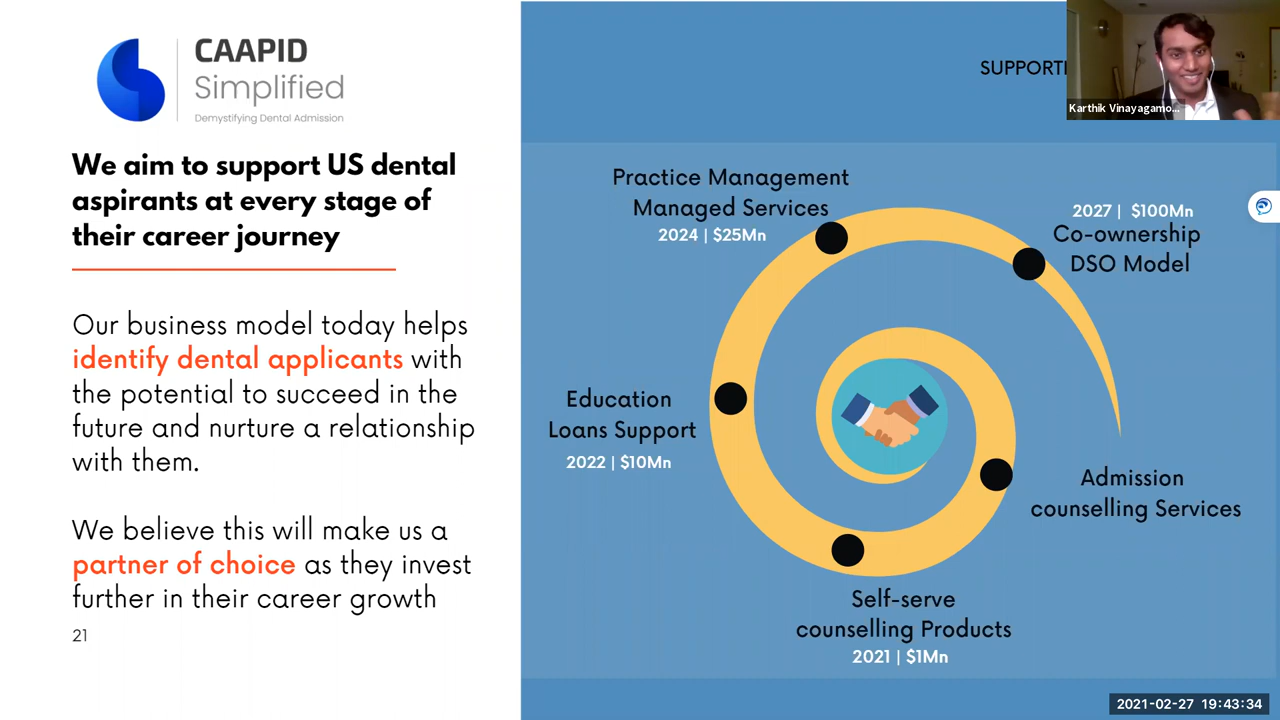 CAAPID
Simplified
Demystifying Dental Admission
We aim to support US dental
aspirants at every stage of
their career journey
Our business model today helps
identify dental applicants with
the potential to succeed in the
future and nurture a relationship
with them.
We believe this will make us a
partner of choice as they invest
further in their career growth
21
Karthik Vinayagamo...
Practice Management
Managed Services
2024 | $25Mn
2027 | $100Mn
Co-ownership
DSO Model
Education
Loans Support
2022 | $10Mn
Admission
counselling Services
Self-serve
counselling Products
2021 | $1Mn
2021-02-27 19:43:34